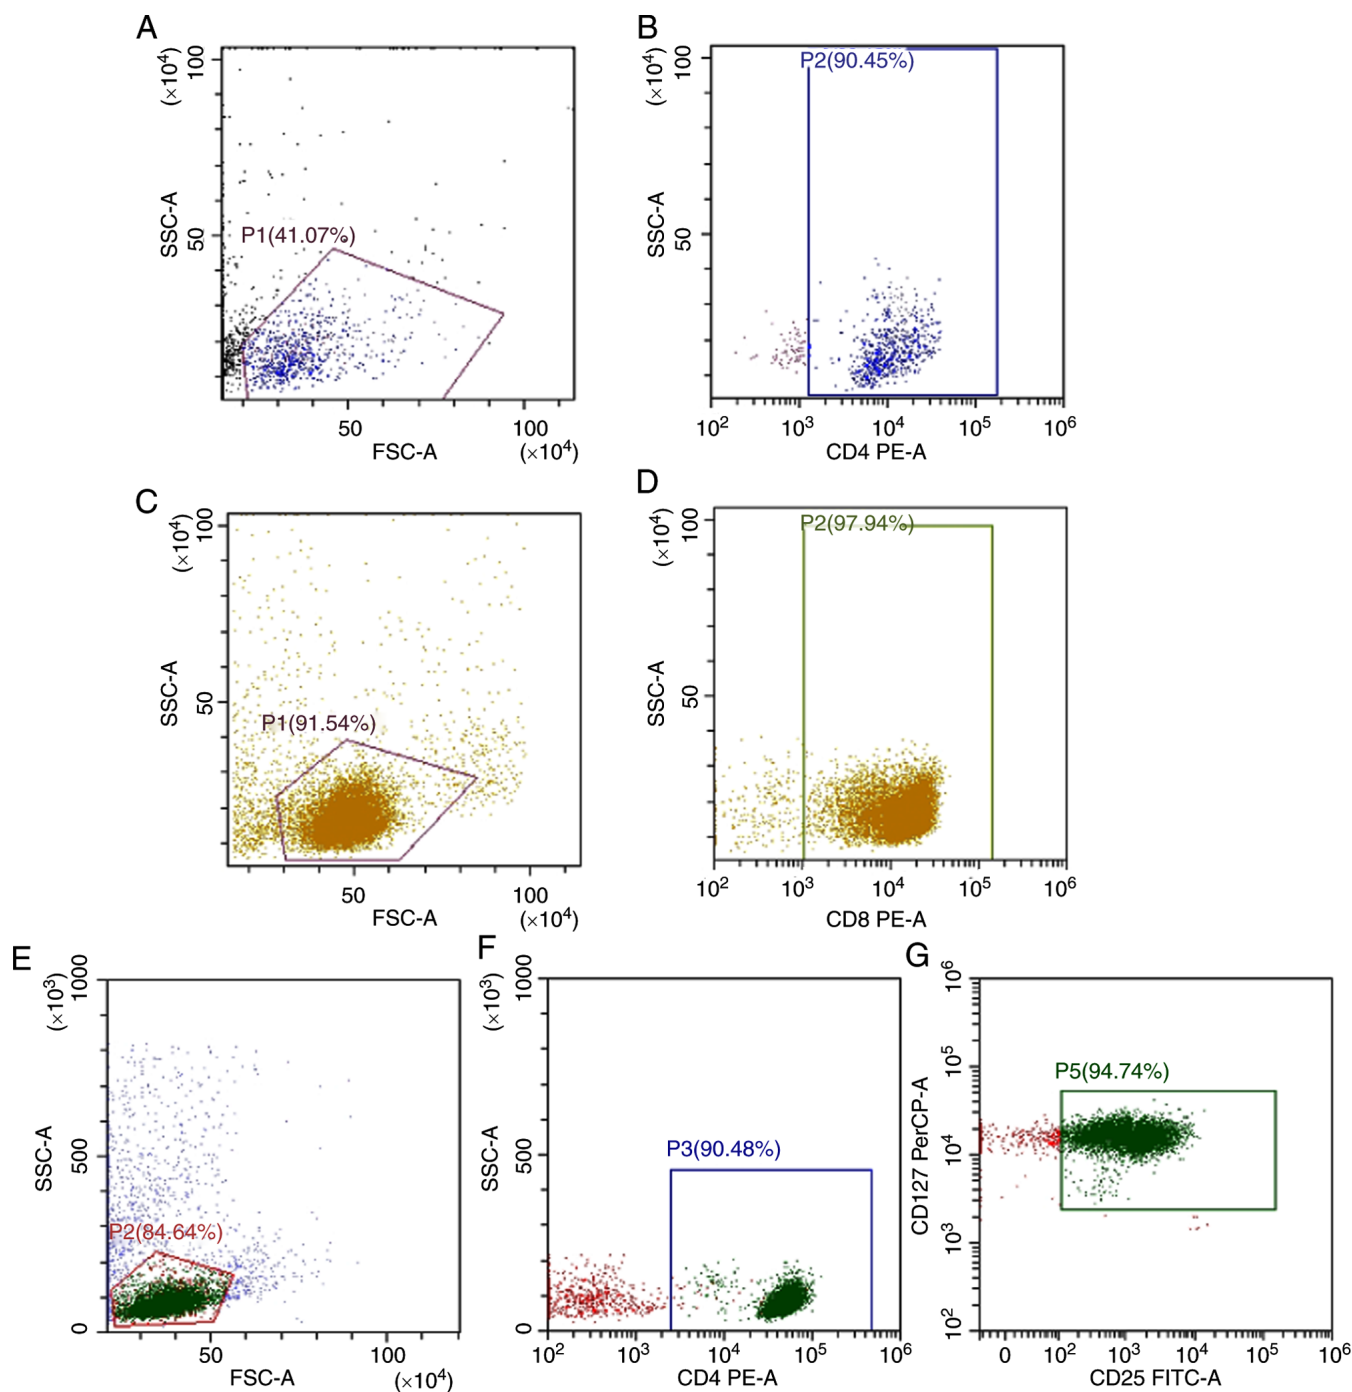 A
(×10⁴)
100
SSC-A
50
P1(41.07%)
50
100
FSC-A
(×10⁴)
B
(×10⁴)
100
SSC-A
50
P2(90.45%)
10² 10³ 10⁴ 10⁵ 10⁶
CD4 PE-A
C
(×10⁴)
100
SSC-A
50
P1(91.54%)
50
100
FSC-A
(×10⁴)
D
(×10⁴)
100
SSC-A
50
P2(97.94%)
10² 10³ 10⁴ 10⁵ 10⁶
CD8 PE-A
E
(×10³)
1000
SSC-A
500
0
P2(84.64%)
50
100
FSC-A
(×10⁴)
F
(×10³)
1000
SSC-A
500
0
P3(90.48%)
10² 10³ 10⁴ 10⁵ 10⁶
CD4 PE-A
G
10⁶
10⁵
10⁴
10³
10²
CD127 PerCP-A
P5(94.74%)
0 10² 10³ 10⁴ 10⁵ 10⁶
CD25 FITC-A